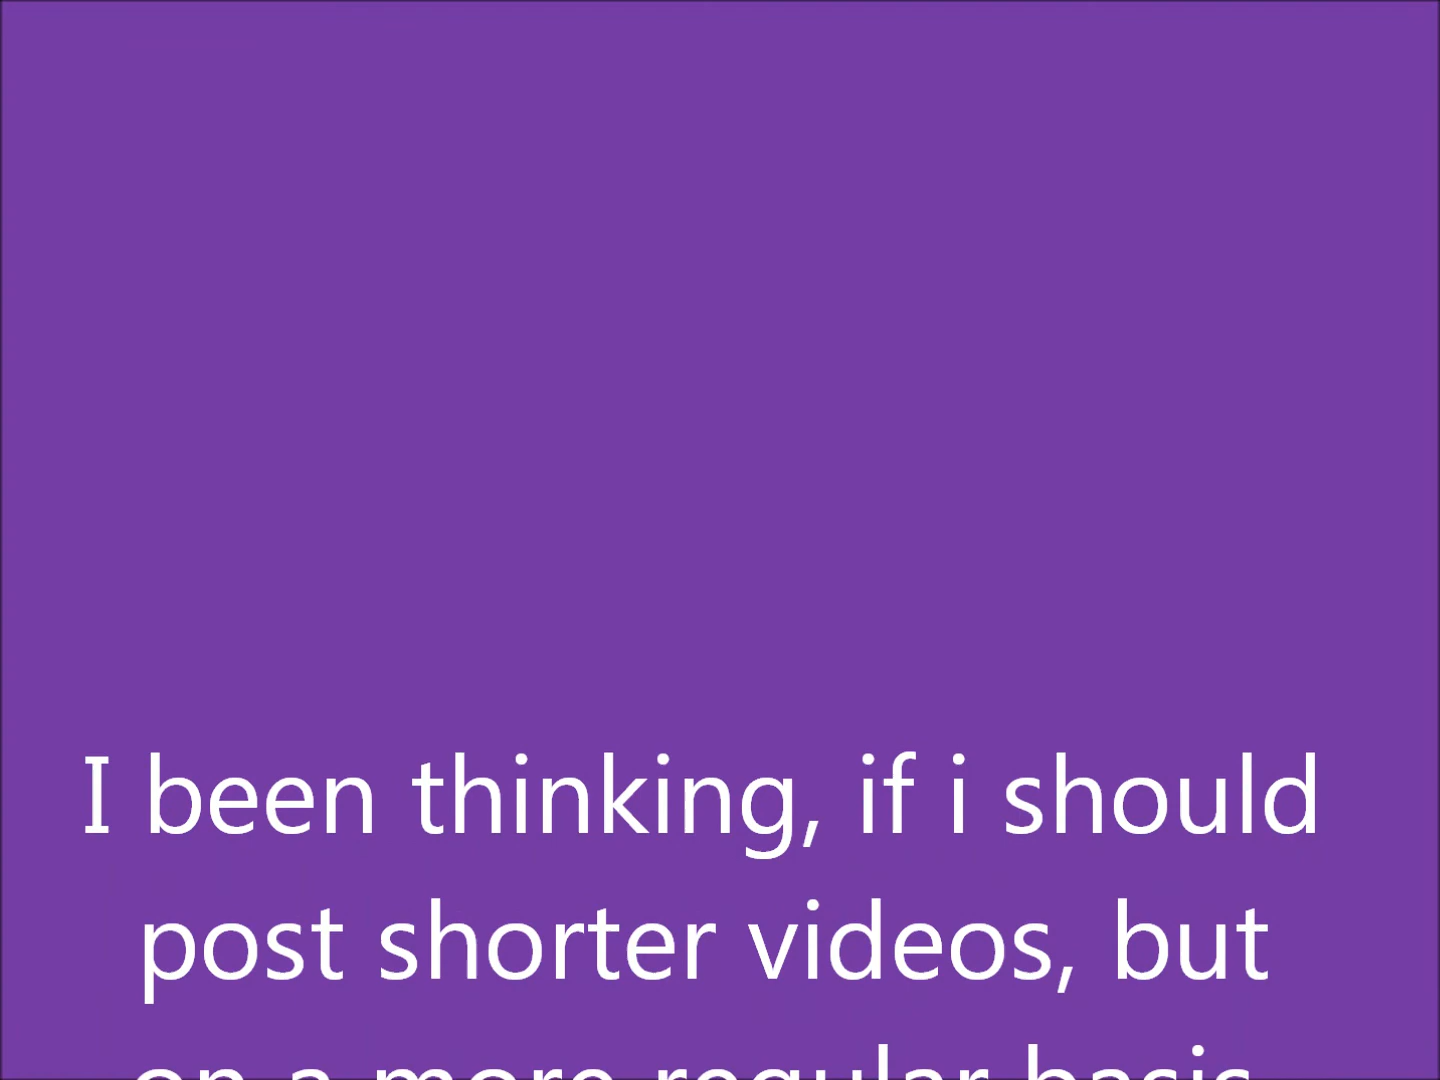 I been thinking, if i should
post shorter videos, but
on a more regular basis